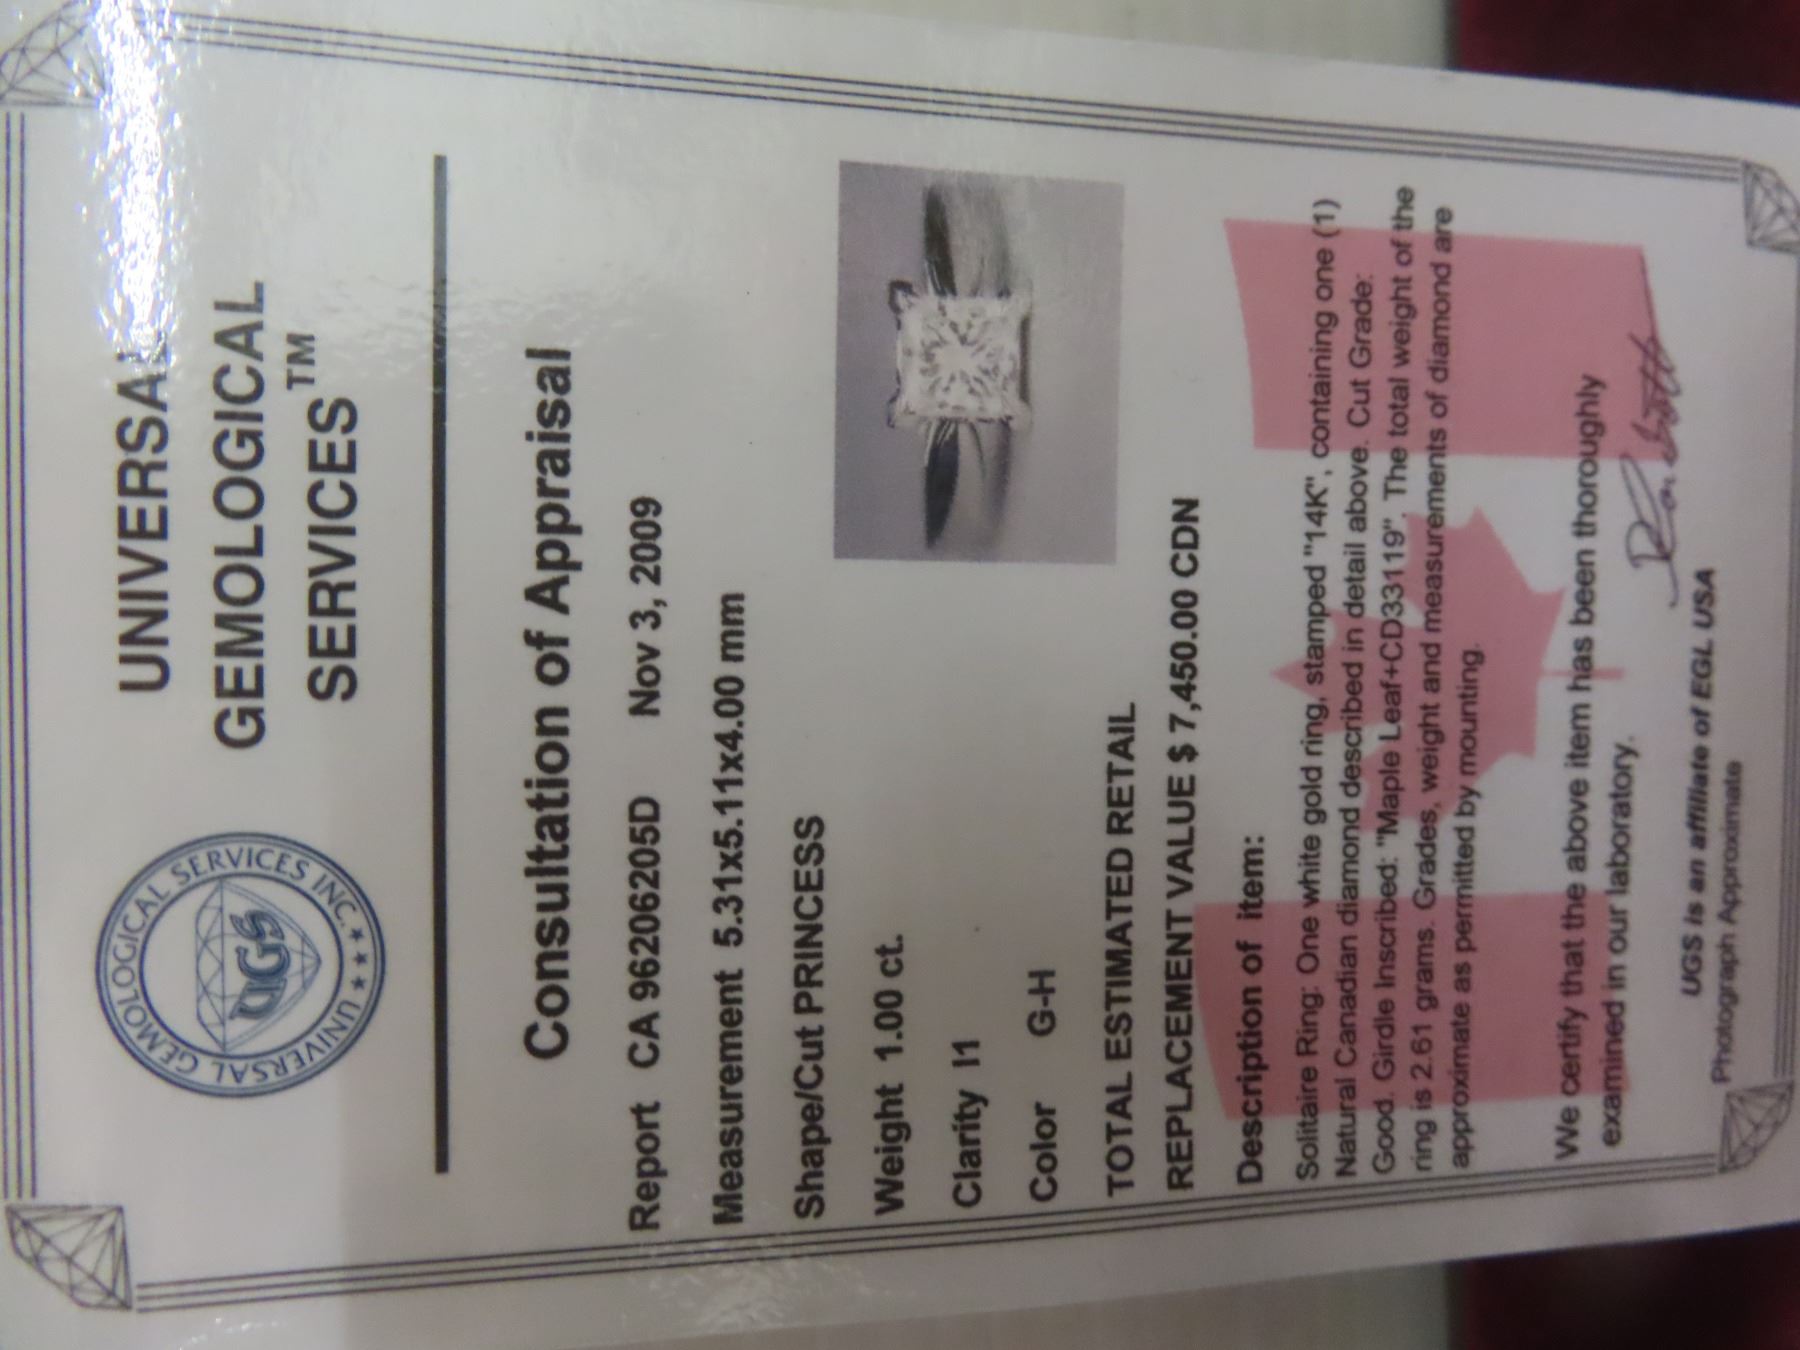 UNIVERSAL GEMOLOGICAL SERVICES INC. ★★★
UGS
UNIVERSAL
GEMOLOGICAL
SERVICES™
Consultation of Appraisal
Report CA 96206205D Nov 3, 2009
Measurement 5.31x5.11x4.00 mm
Shape/Cut PRINCESS
Weight 1.00 ct.
Clarity I1
Color G-H
TOTAL ESTIMATED RETAIL
REPLACEMENT VALUE $ 7,450.00 CDN
Description of item:
Solitaire Ring: One white gold ring, stamped "14K", containing one (1)
Natural Canadian diamond described in detail above. Cut Grade:
Good. Girdle Inscribed: "Maple Leaf+CD33119". The total weight of the
ring is 2.61 grams. Grades, weight and measurements of diamond are
approximate as permitted by mounting.
We certify that the above item has been thoroughly
examined in our laboratory.
UGS is an affiliate of EGL USA
Photograph Approximate